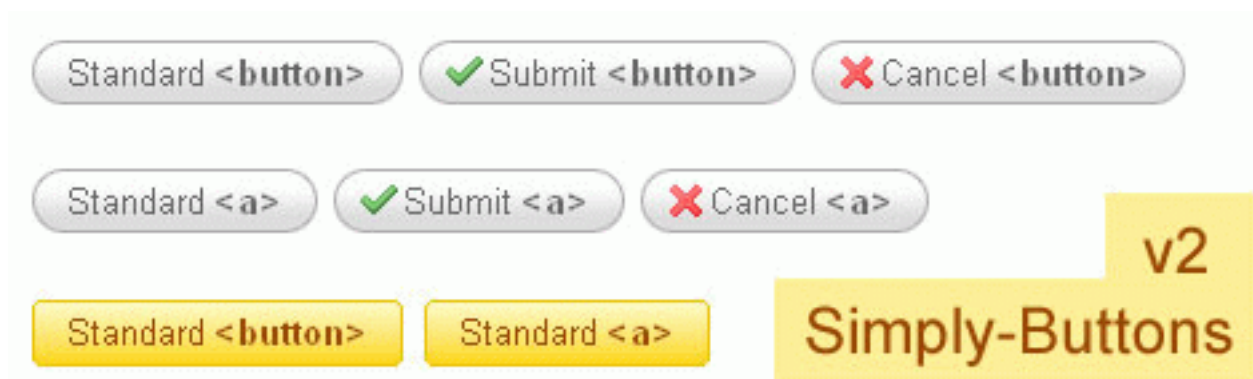 Standard <button> Submit <button> Cancel <button>
Standard <a> Submit <a> Cancel <a>
v2
Standard <button> Standard <a> Simply-Buttons